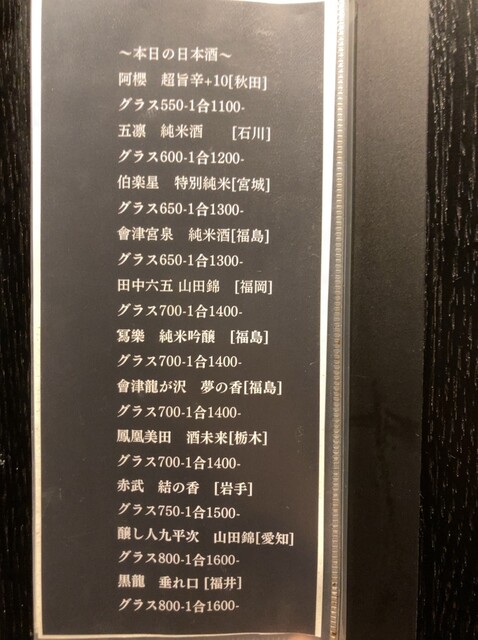 〜本日の日本酒〜
阿櫻　超旨辛+10[秋田]
グラス550-1合1100-
五凛　純米酒　　[石川]
グラス600-1合1200-
伯楽星　特別純米[宮城]
グラス650-1合1300-
會津宮泉　純米酒[福島]
グラス650-1合1300-
田中六五 山田錦　[福岡]
グラス700-1合1400-
冩樂　純米吟醸　[福島]
グラス700-1合1400-
會津龍が沢　夢の香[福島]
グラス700-1合1400-
鳳凰美田　酒未来[栃木]
グラス700-1合1400-
赤武　結の香　[岩手]
グラス750-1合1500-
醸し人九平次　山田錦[愛知]
グラス800-1合1600-
黒龍　垂れ口 [福井]
グラス800-1合1600-